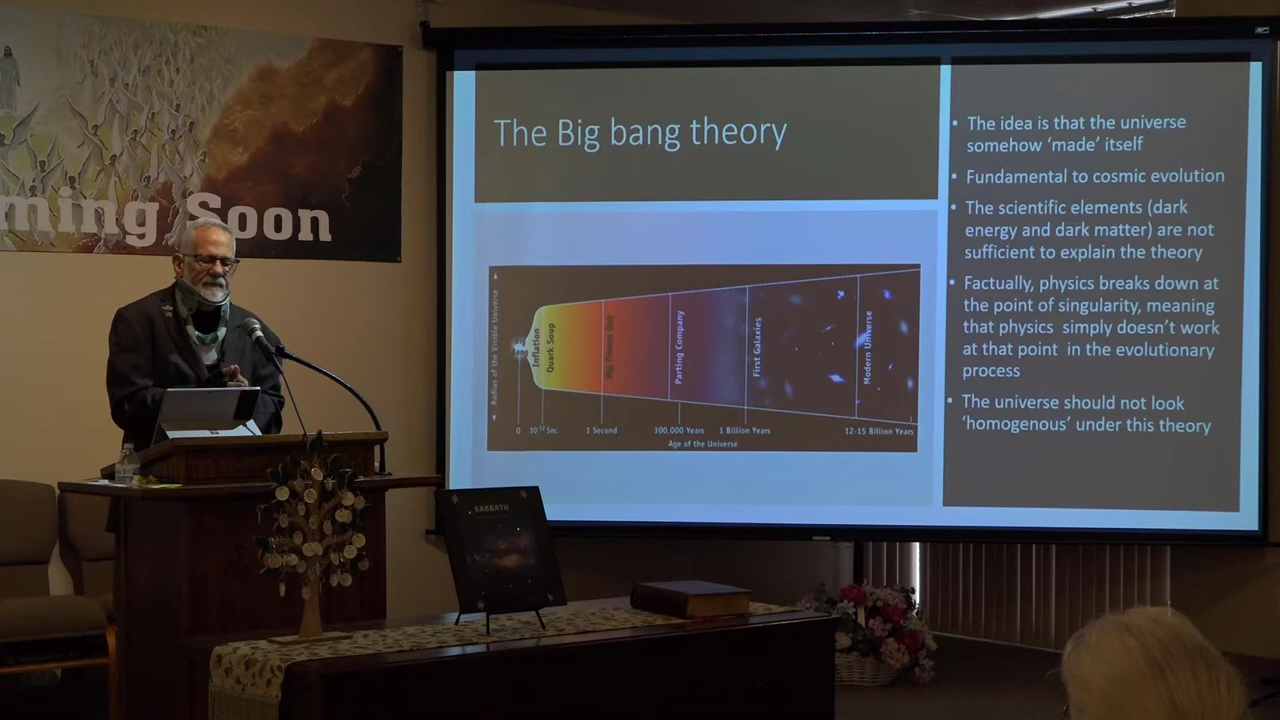 ming Soon
The Big bang theory
• The idea is that the universe
somehow ‘made’ itself
• Fundamental to cosmic evolution
• The scientific elements (dark
energy and dark matter) are not
sufficient to explain the theory
• Factually, physics breaks down at
the point of singularity, meaning
that physics simply doesn’t work
at that point in the evolutionary
process
• The universe should not look
‘homogenous’ under this theory
Radius of the Visible Universe
Inflation
Quark Soup
Parting Company
First Galaxies
Modern Universe
0
1 Second
300,000 Years
1 Billion Years
12-15 Billion Years
Age of the Universe
SABBATH